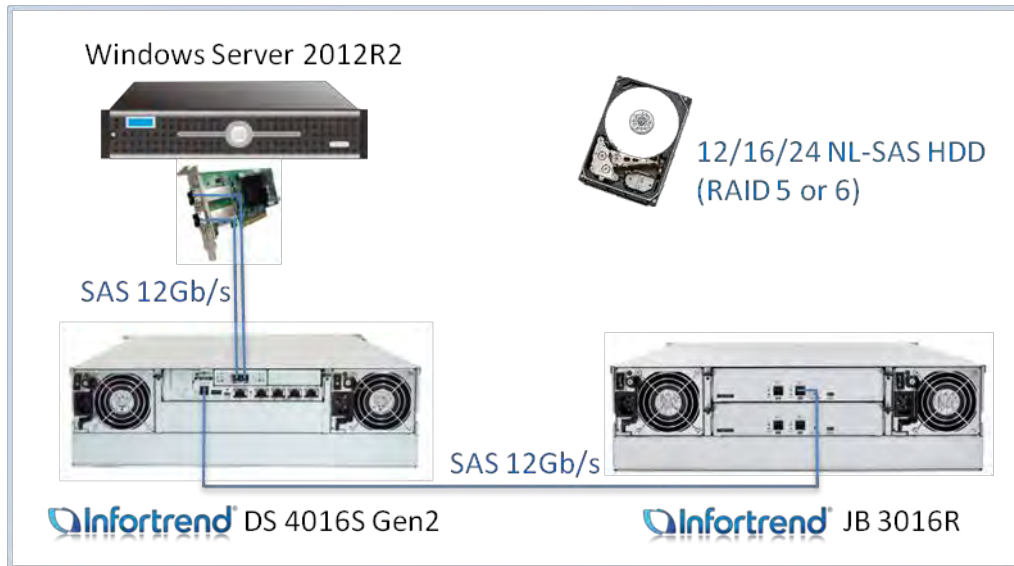 Windows Server 2012R2
12/16/24 NL-SAS HDD
(RAID 5 or 6)
SAS 12Gb/s
SAS 12Gb/s
Infortrend® DS 4016S Gen2
Infortrend® JB 3016R